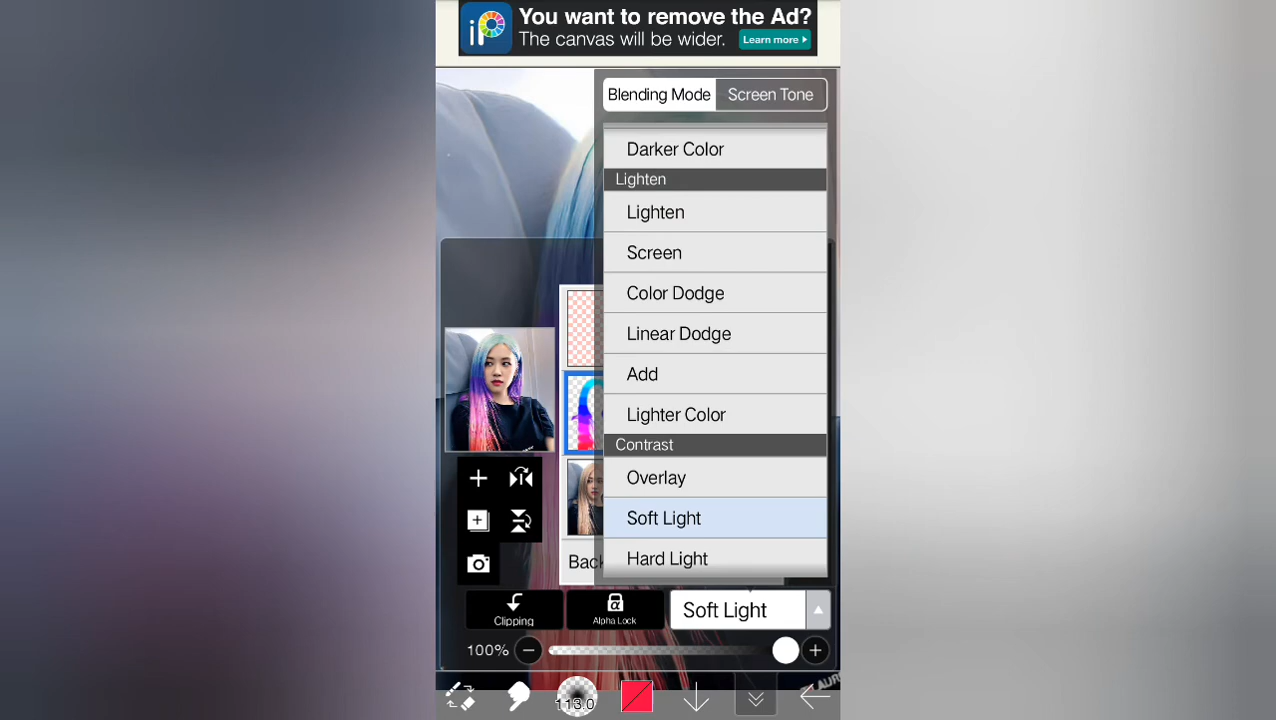 iP
You want to remove the Ad?
The canvas will be wider.
Learn more
Blending Mode
Screen Tone
Darker Color
Lighten
Lighten
Screen
Color Dodge
Linear Dodge
Add
Lighter Color
Contrast
Overlay
Soft Light
Hard Light
Back
α
Clipping
Alpha Lock
Soft Light
100%
113.0